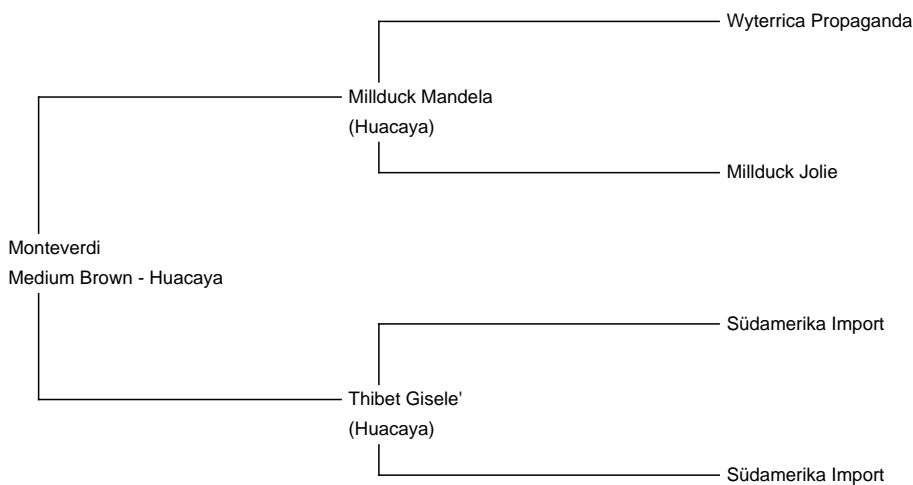 Wyterrica Propaganda
Millduck Mandela
(Huacaya)
Millduck Jolie
Monteverdi
Medium Brown - Huacaya
Südamerika Import
Thibet Gisele'
(Huacaya)
Südamerika Import